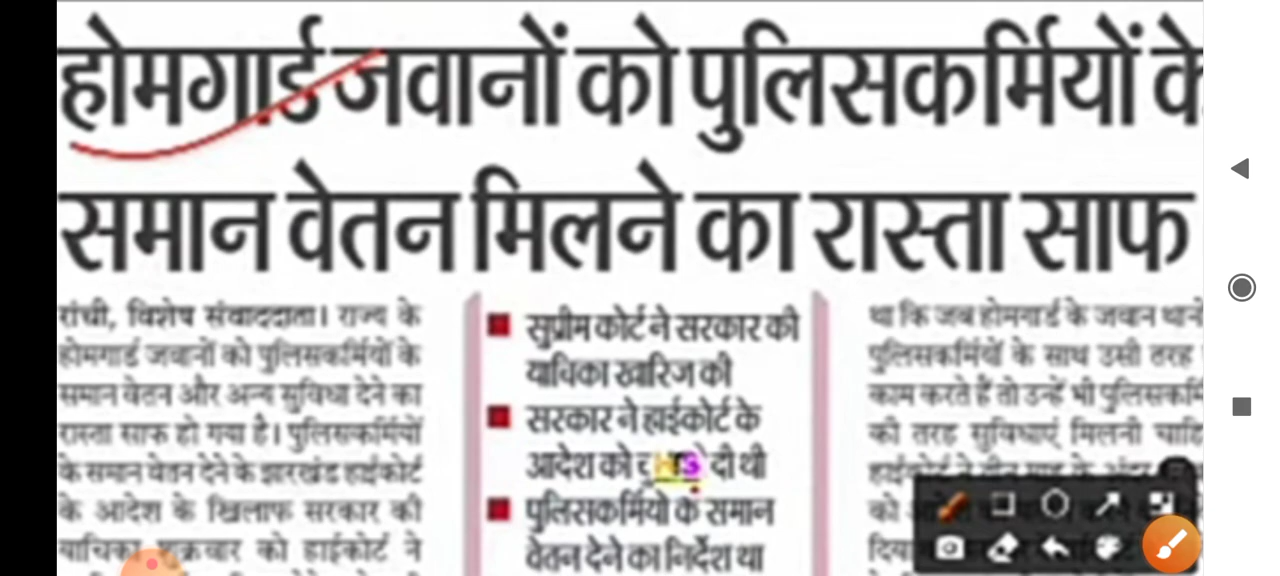 होमगार्ड जवानों को पुलिसकर्मियों के
समान वेतन मिलने का रास्ता साफ
रांची, विशेष संवाददाता। राज्य के
होमगार्ड जवानों को पुलिसकर्मियों के
समान वेतन और अन्य सुविधा देने का
रास्ता साफ हो गया है। पुलिसकर्मियों
के समान वेतन देने के झारखंड हाईकोर्ट
के आदेश के खिलाफ सरकार की
याचिका शुक्रवार को हाईकोर्ट ने
सुप्रीम कोर्ट ने सरकार की
याचिका खारिज की
सरकार ने हाईकोर्ट के
आदेश को दी थी
पुलिसकर्मियो के समान
वेतन देने का निर्देश था
था कि जब होमगार्ड के जवान थाने
पुलिसकर्मियों के साथ उसी तरह
काम करते हैं तो उन्हें भी पुलिसकर्मि
की तरह सुविधाएं मिलनी चाहि
हाईकोर्ट ने तीन माह के अंदर
को
दिया